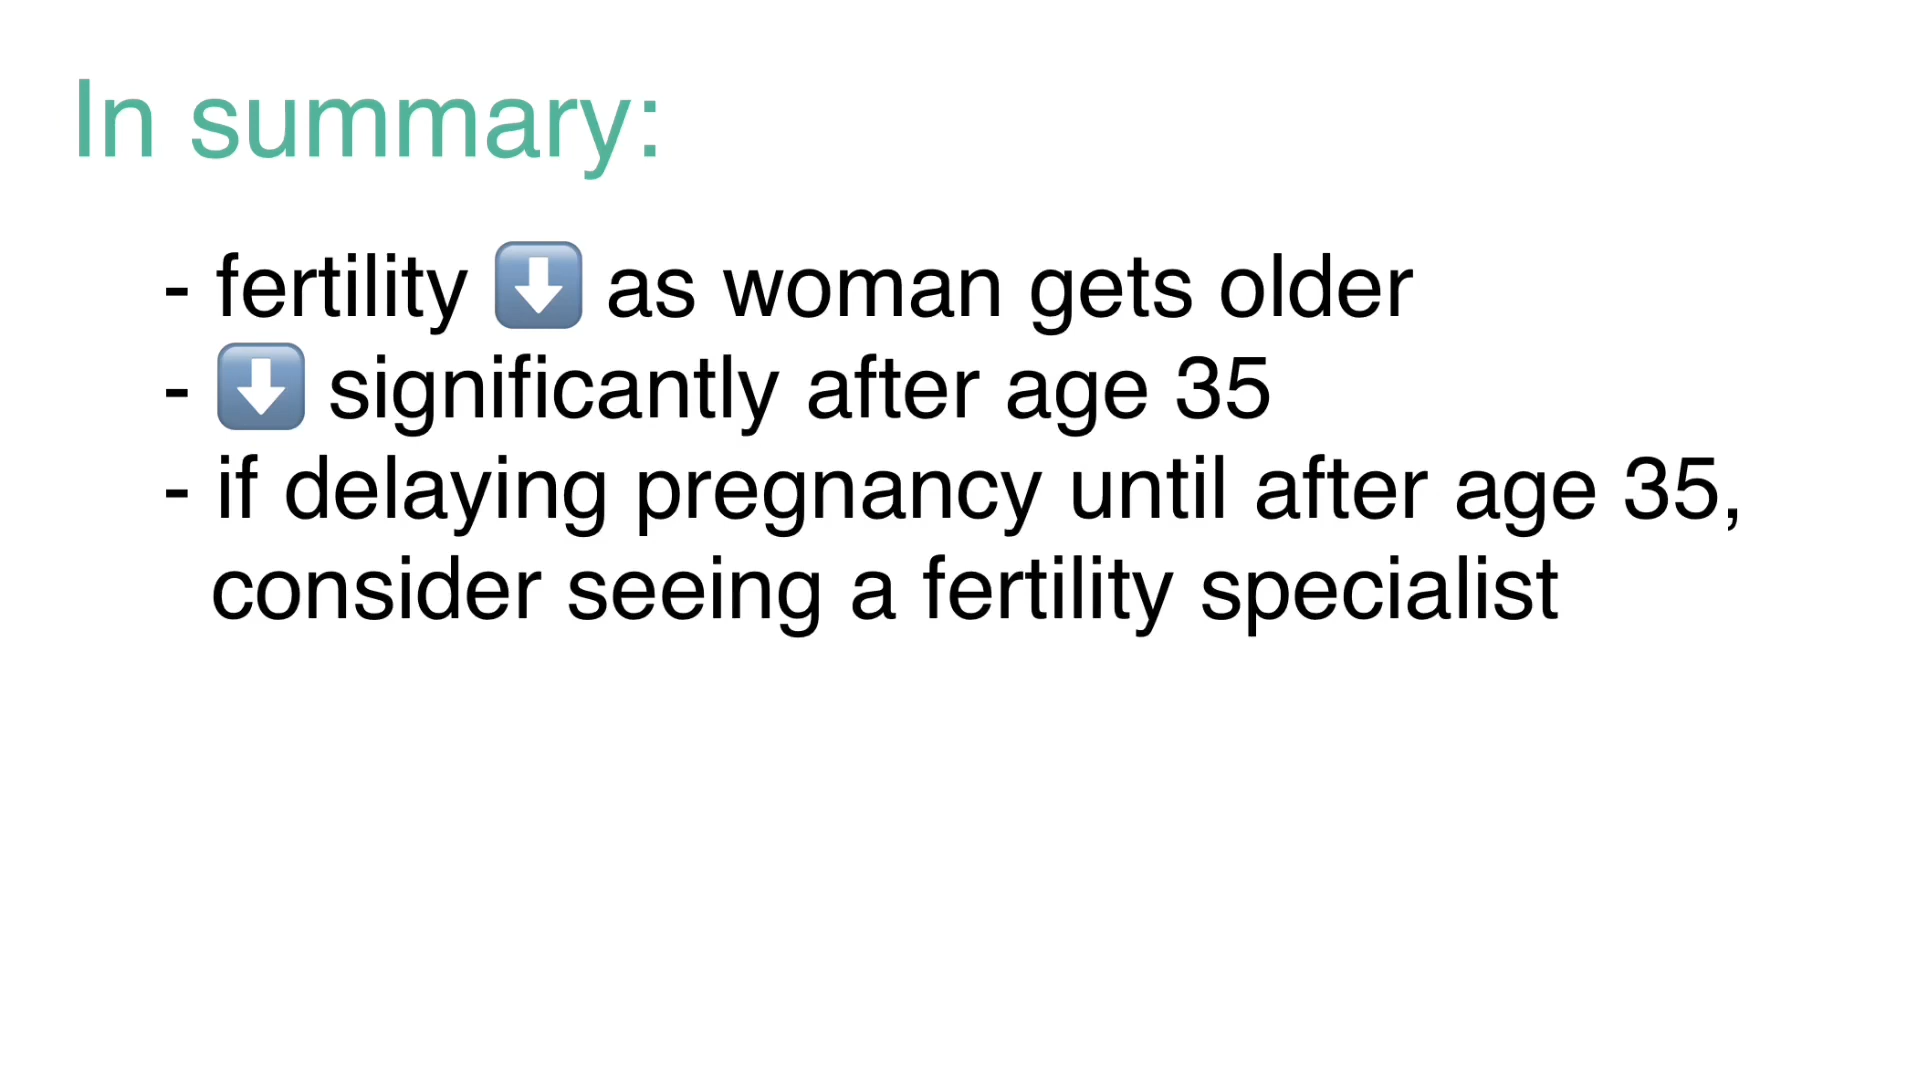 In summary:
- fertility ⬇️ as woman gets older
- ⬇️ significantly after age 35
- if delaying pregnancy until after age 35,
consider seeing a fertility specialist